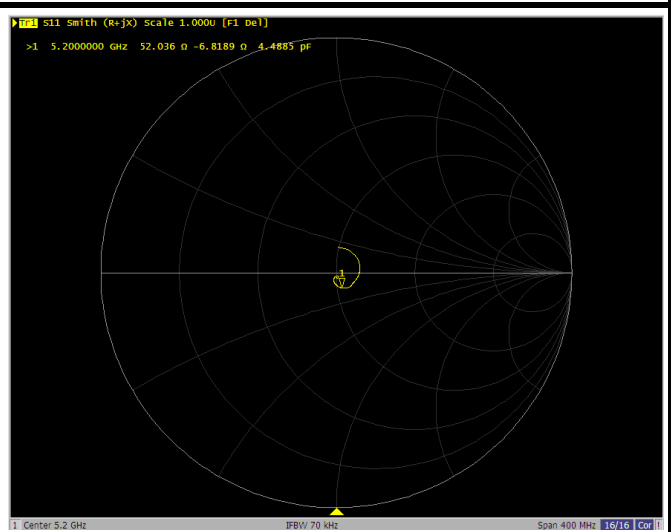 Tr1 S11 Smith (R+jX) Scale 1.000U [F1 Del]
>1 5.2000000 GHz 52.036 Ω -6.8189 Ω 4.4885 pF
1
1 Center 5.2 GHz IFBW 70 kHz Span 400 MHz 16/16 Cor !